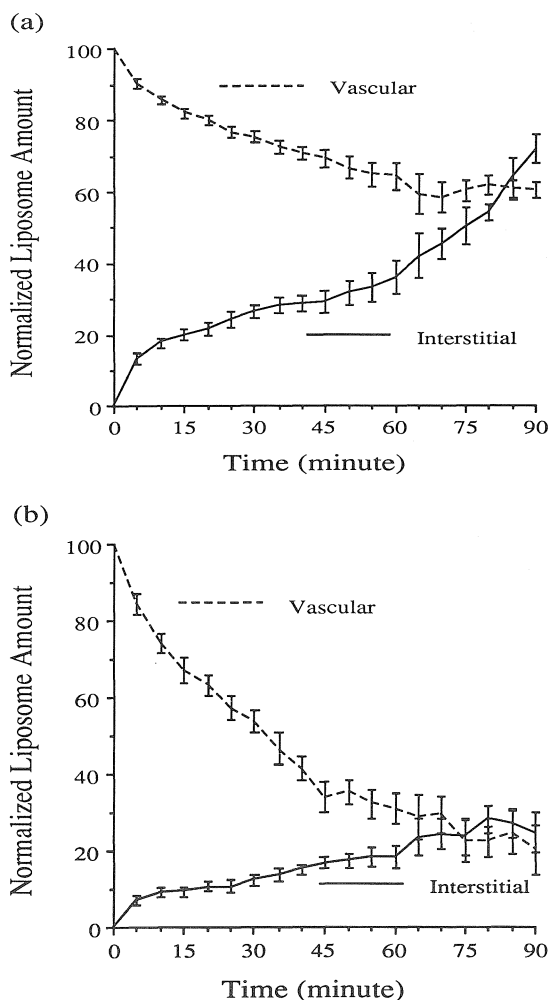 (a)
100
80
60
40
20
0
Normalized Liposome Amount
Vascular
Interstitial
0 15 30 45 60 75 90
Time (minute)
(b)
100
80
60
40
20
0
Normalized Liposome Amount
Vascular
Interstitial
0 15 30 45 60 75 90
Time (minute)